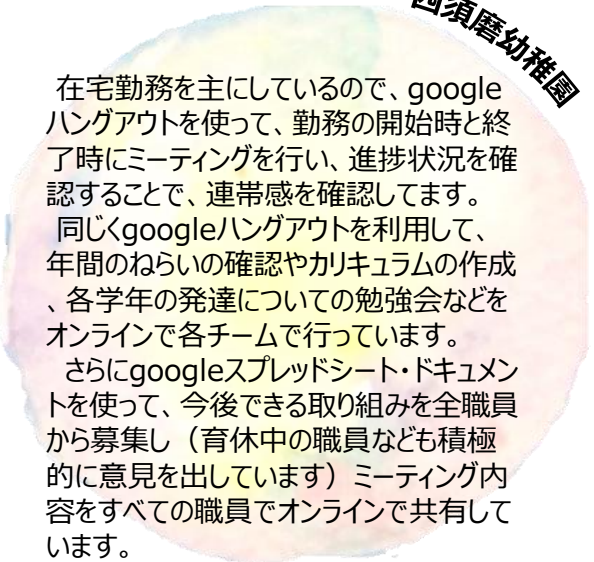 西須磨幼稚園
在宅勤務を主にしているので、google
ハングアウトを使って、勤務の開始時と終
了時にミーティングを行い、進捗状況を確
認することで、連帯感を確認してます。
同じくgoogleハングアウトを利用して、
年間のねらいの確認やカリキュラムの作成
、各学年の発達についての勉強会などを
オンラインで各チームで行っています。
さらにgoogleスプレッドシート・ドキュメン
トを使って、今後できる取り組みを全職員
から募集し（育休中の職員なども積極
的に意見を出しています）ミーティング内
容をすべての職員でオンラインで共有して
います。